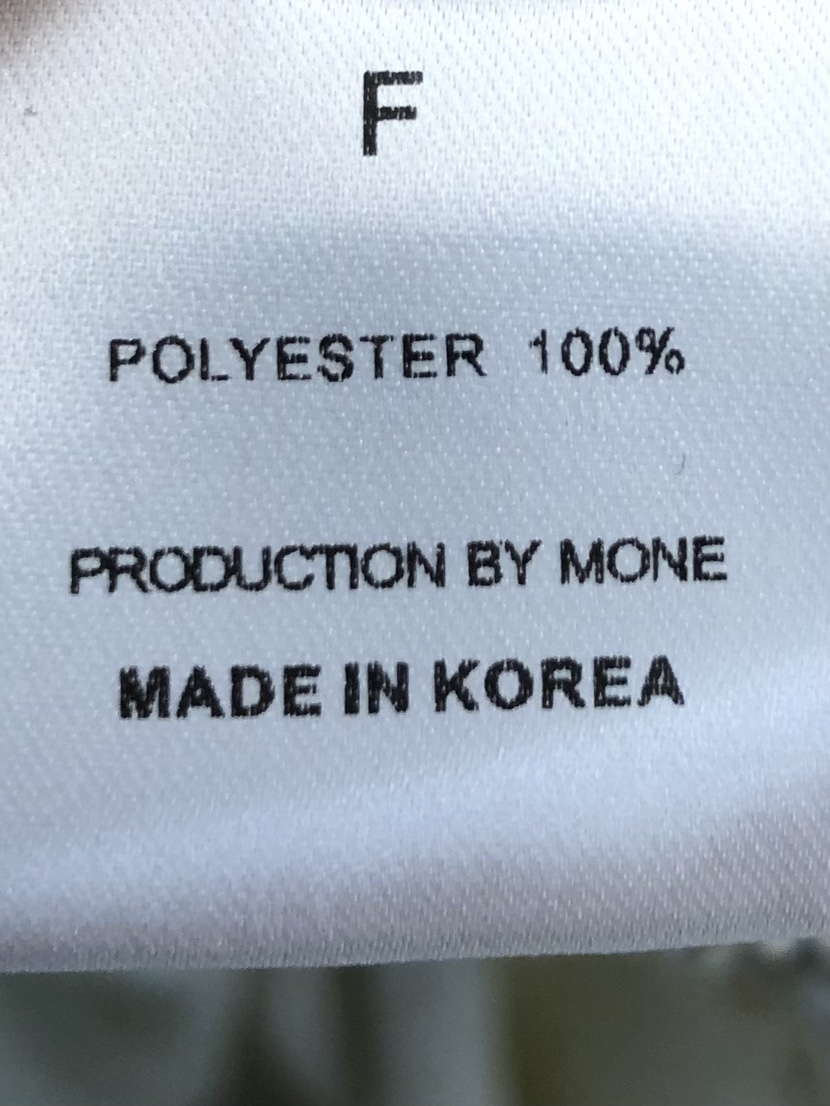 F
POLYESTER 100%
PRODUCTION BY MONE
MADE IN KOREA